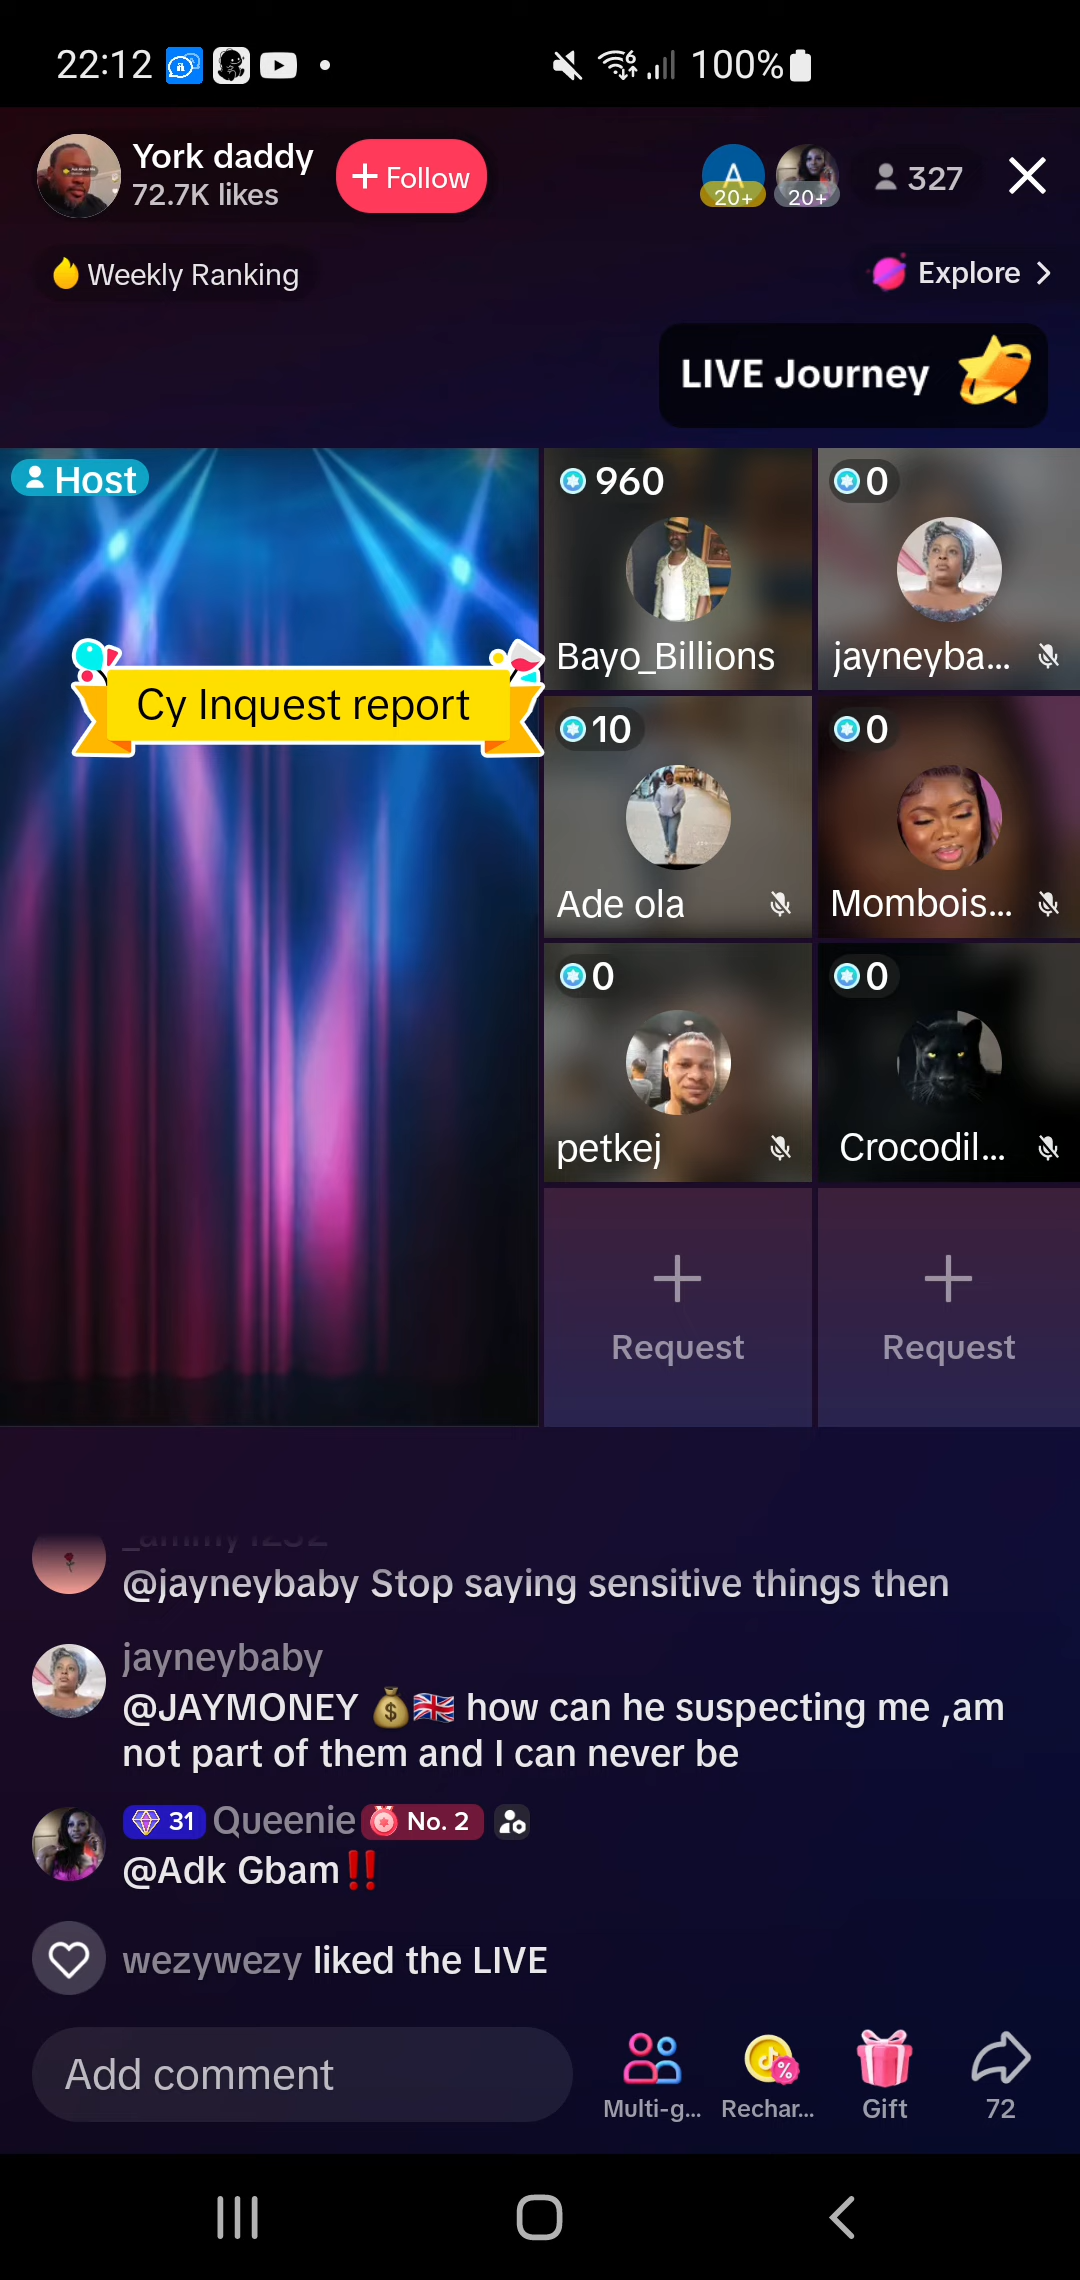 22:12 100%
York daddy
72.7K likes
+ Follow
A
20+
20+
327
Weekly Ranking
Explore
LIVE Journey
Host
960
0
Cy Inquest report
Bayo_Billions
jayneyba...
10
0
Ade ola
Mombois...
0
0
petkej
Crocodil...
Request
Request
@jayneybaby Stop saying sensitive things then
jayneybaby
@JAYMONEY 💰🇬🇧 how can he suspecting me ,am
not part of them and I can never be
31 Queenie No. 2
@Adk Gbam‼️
wezywezy liked the LIVE
Add comment
Multi-g...
Rechar...
Gift
72